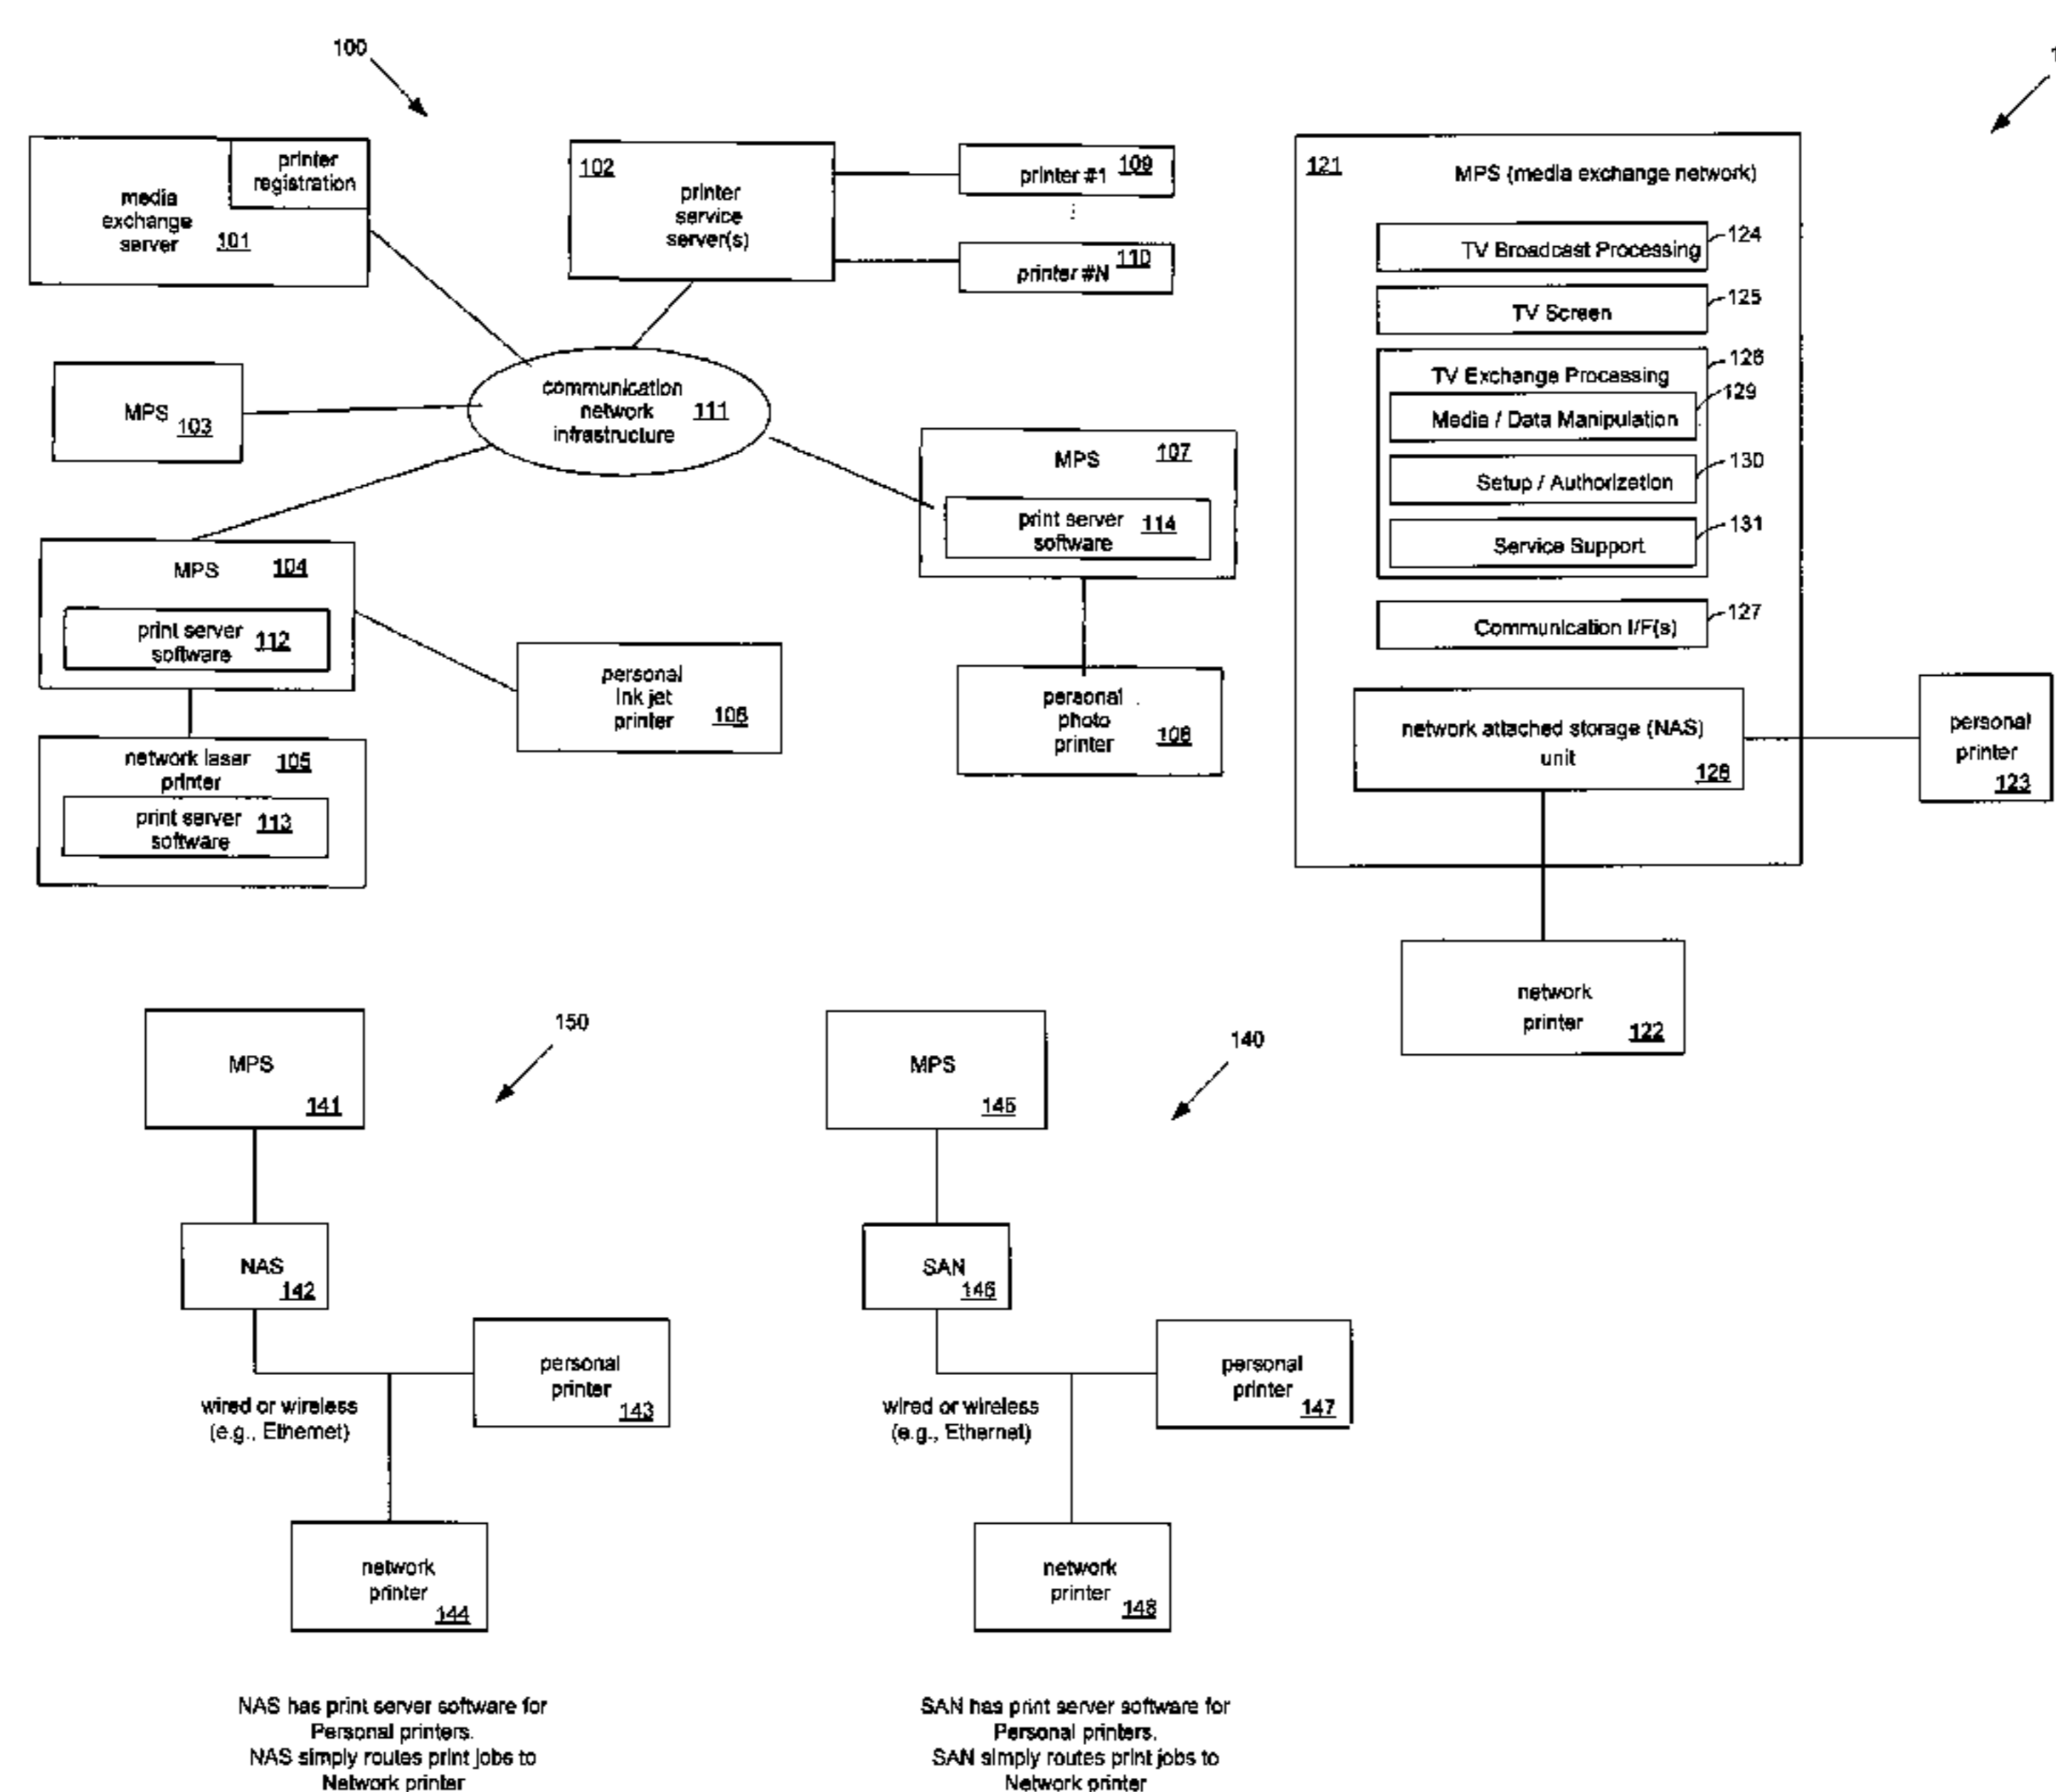 100
printer
registration
media
exchange
server 101
102
printer
service
server(s)
printer #1 109
printer #N 110
MPS 103
communication
network 111
infrastructure
MPS 107
print server 114
software
MPS 104
print server 112
software
personal
ink jet
printer 106
personal
photo
printer 108
network laser 105
printer
print server 113
software
121
MPS (media exchange network)
TV Broadcast Processing 124
TV Screen 125
TV Exchange Processing 126
Media / Data Manipulation 129
Setup / Authorization 130
Service Support 131
Communication I/F(s) 127
network attached storage (NAS)
unit 128
personal
printer
123
network
printer 122
150
MPS
141
NAS
142
personal
printer
143
wired or wireless
(e.g., Ethernet)
network
printer
144
NAS has print server software for
Personal printers.
NAS simply routes print jobs to
Network printer
140
MPS
145
SAN
146
personal
printer
147
wired or wireless
(e.g., Ethernet)
network
printer
148
SAN has print server software for
Personal printers.
SAN simply routes print jobs to
Network printer